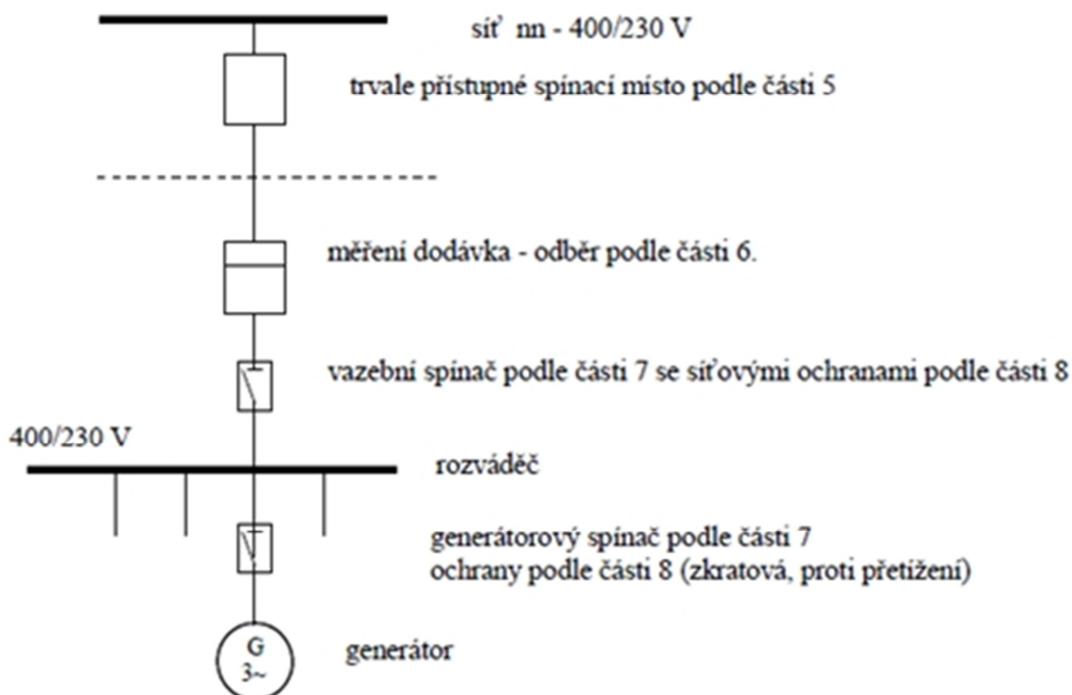 síť nn - 400/230 V
trvale přístupné spínací místo podle části 5
měření dodávka - odběr podle části 6.
vazební spínač podle části 7 se síťovými ochranami podle části 8
400/230 V
rozváděč
generátorový spínač podle části 7
ochrany podle části 8 (zkratová, proti přetížení)
G
3~
generátor